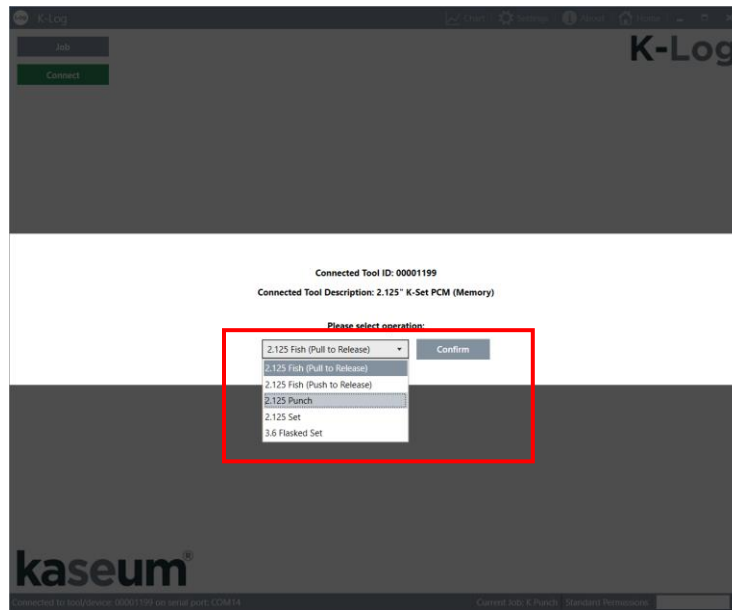 K-Log
Chart Settings About Home
Job
K-Log
Connect
Connected Tool ID: 00001199
Connected Tool Description: 2.125" K-Set PCM (Memory)
Please select operation:
2.125 Fish (Pull to Release)
Confirm
2.125 Fish (Pull to Release)
2.125 Fish (Push to Release)
2.125 Punch
2.125 Set
3.6 Flasked Set
kaseum®
Connected to tool/device: 00001199 on serial port: COM14
Current Job: K Punch Standard Permissions